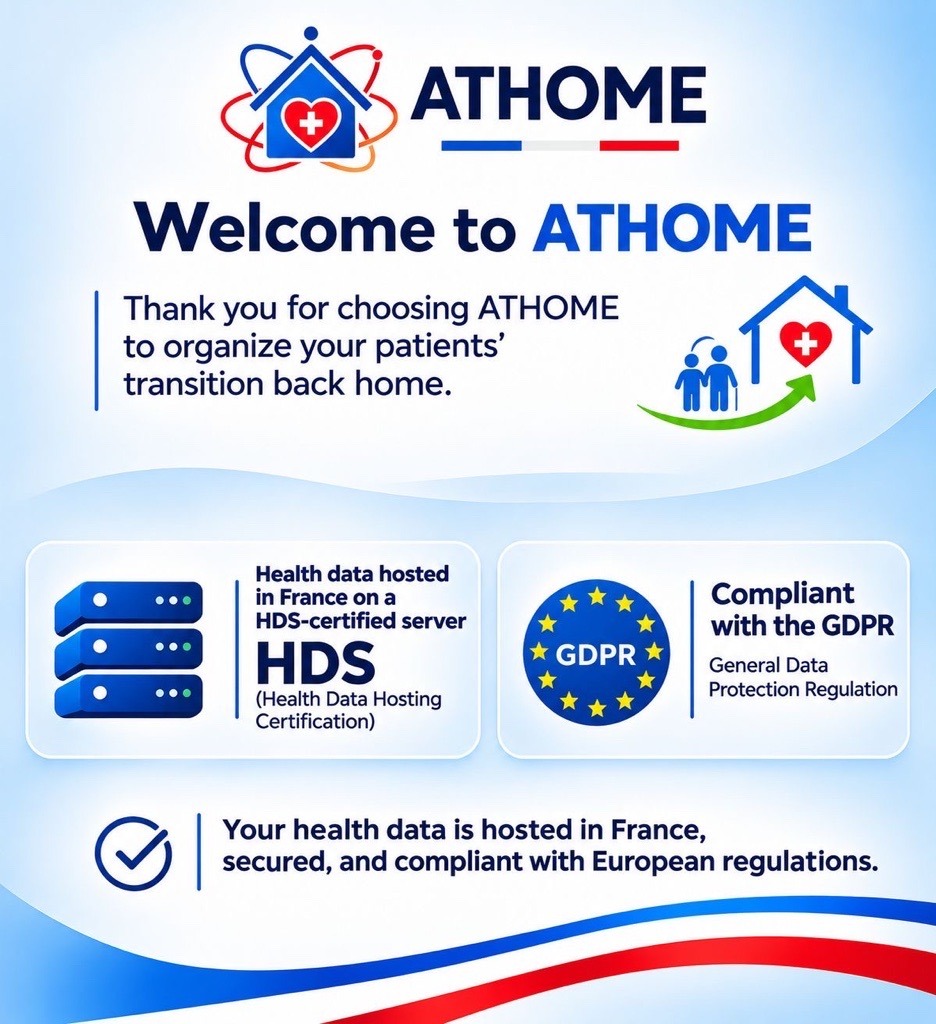 ATHOME
Welcome to ATHOME
Thank you for choosing ATHOME
to organize your patients’
transition back home.
Health data hosted
in France on a
HDS-certified server
HDS
(Health Data Hosting
Certification)
GDPR
Compliant
with the GDPR
General Data
Protection Regulation
Your health data is hosted in France,
secured, and compliant with European regulations.